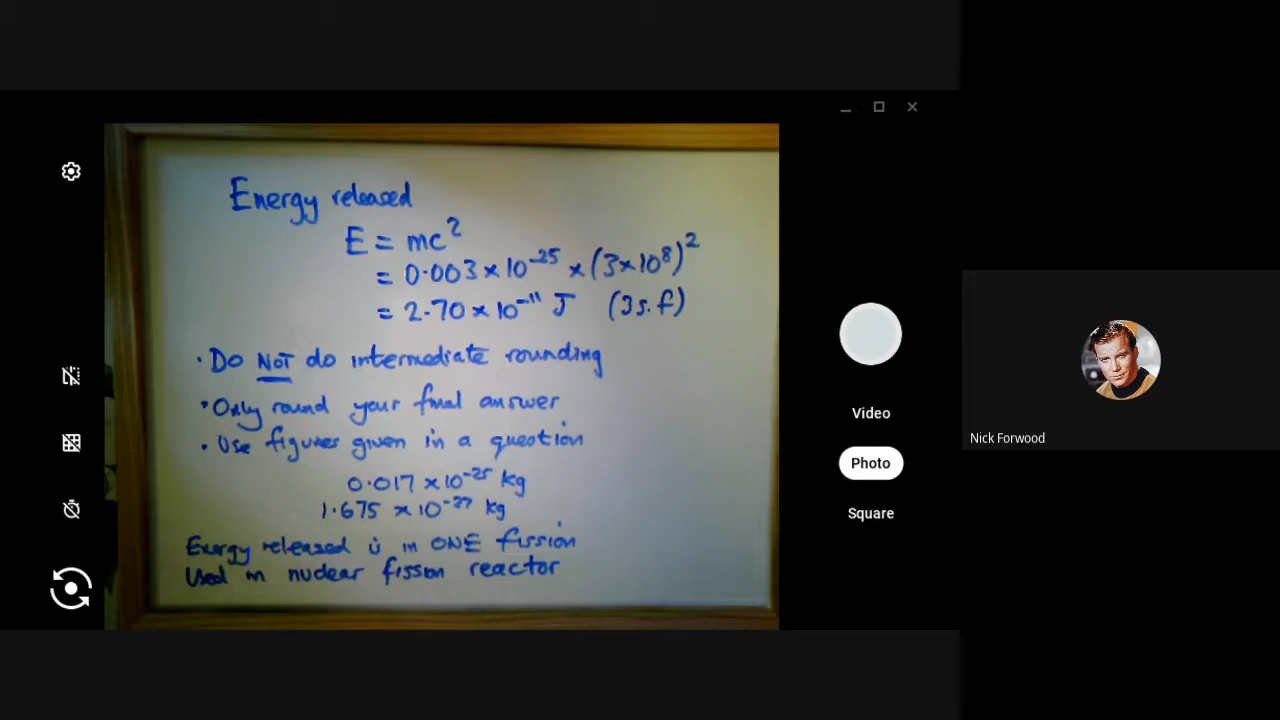 Energy released
E = mc²
= 0.003 × 10⁻²⁵ × (3×10⁸)²
= 2.70 × 10⁻¹¹ J (3 s.f)
· Do NOT do intermediate rounding
· Only round your final answer
· Use figures given in a question
0.017 × 10⁻²⁵ kg
1.675 × 10⁻²⁷ kg
Energy released is in ONE fission
Used in nuclear fission reactor
Video
Photo
Square
Nick Forwood